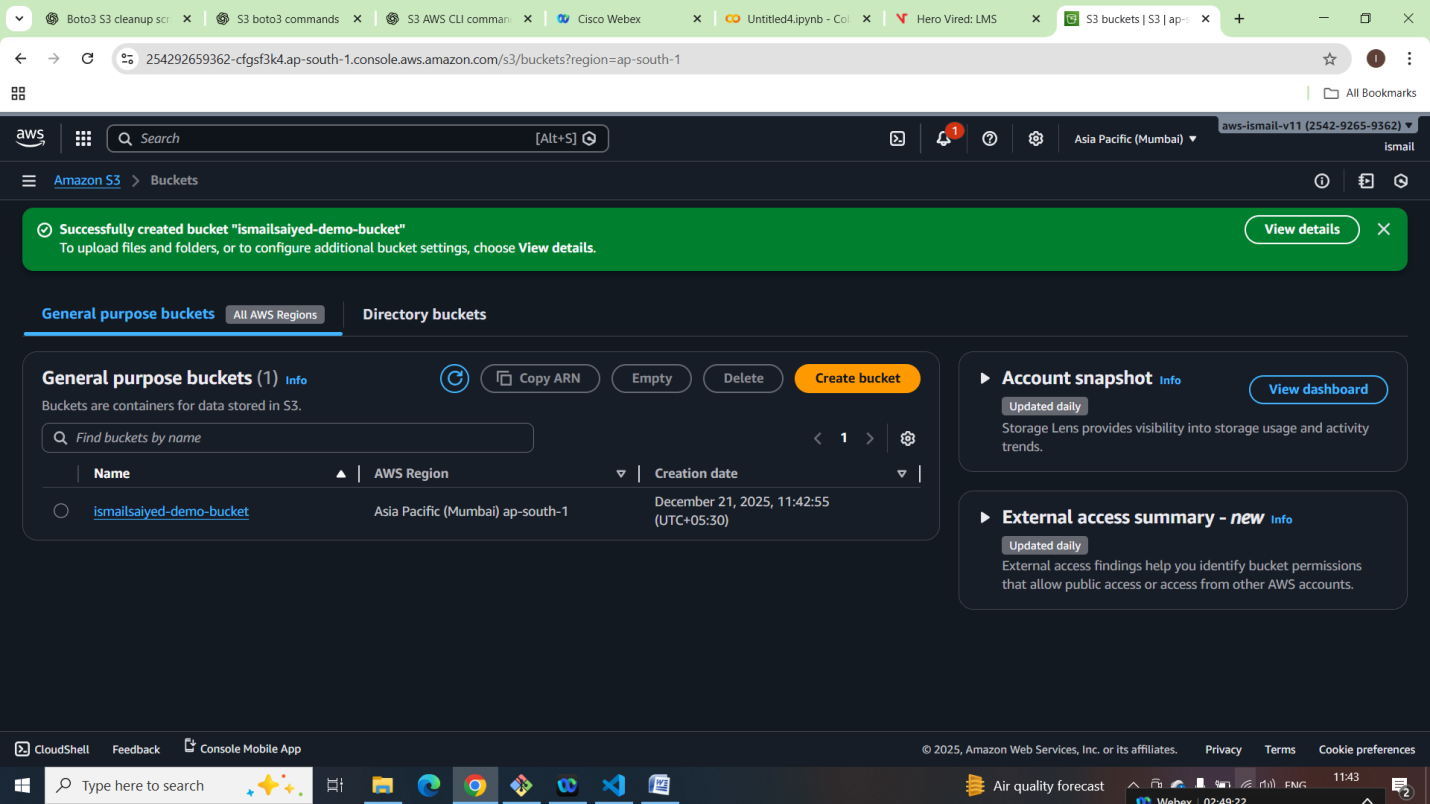 Boto3 S3 cleanup scr
S3 boto3 commands
S3 AWS CLI comman
Cisco Webex
Untitled4.ipynb - Col
Hero Vired: LMS
S3 buckets | S3 | ap-s
254292659362-cfgsf3k4.ap-south-1.console.aws.amazon.com/s3/buckets?region=ap-south-1
I
All Bookmarks
aws
Search
[Alt+S]
1
Asia Pacific (Mumbai)
aws-ismail-v11 (2542-9265-9362)
ismail
Amazon S3
Buckets
Successfully created bucket "ismailsaiyed-demo-bucket"
To upload files and folders, or to configure additional bucket settings, choose View details.
View details
General purpose buckets
All AWS Regions
Directory buckets
General purpose buckets (1) Info
Copy ARN
Empty
Delete
Create bucket
Buckets are containers for data stored in S3.
Find buckets by name
1
Name
AWS Region
Creation date
ismailsaiyed-demo-bucket
Asia Pacific (Mumbai) ap-south-1
December 21, 2025, 11:42:55
(UTC+05:30)
Account snapshot Info
View dashboard
Updated daily
Storage Lens provides visibility into storage usage and activity
trends.
External access summary - new Info
Updated daily
External access findings help you identify bucket permissions
that allow public access or access from other AWS accounts.
CloudShell
Feedback
Console Mobile App
© 2025, Amazon Web Services, Inc. or its affiliates.
Privacy
Terms
Cookie preferences
Type here to search
Air quality forecast
ENG
11:43
2
Webex | 02:49:22